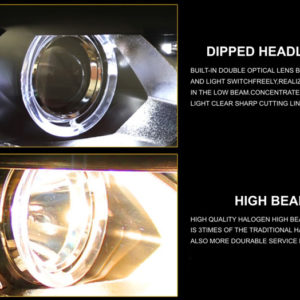 DIPPED HEADL
BUILT-IN DOUBLE OPTICAL LENS B
AND LIGHT SWITCHFREELY,REALIZ
IN THE LOW BEAM.CONCENTRATE
LIGHT CLEAR SHARP CUTTING LIN
HIGH BEA
HIGH QUALITY HALOGEN HIGH BEA
IS 3TIMES OF THE TRADITIONAL HA
ALSO MORE DOURABLE SERVICE